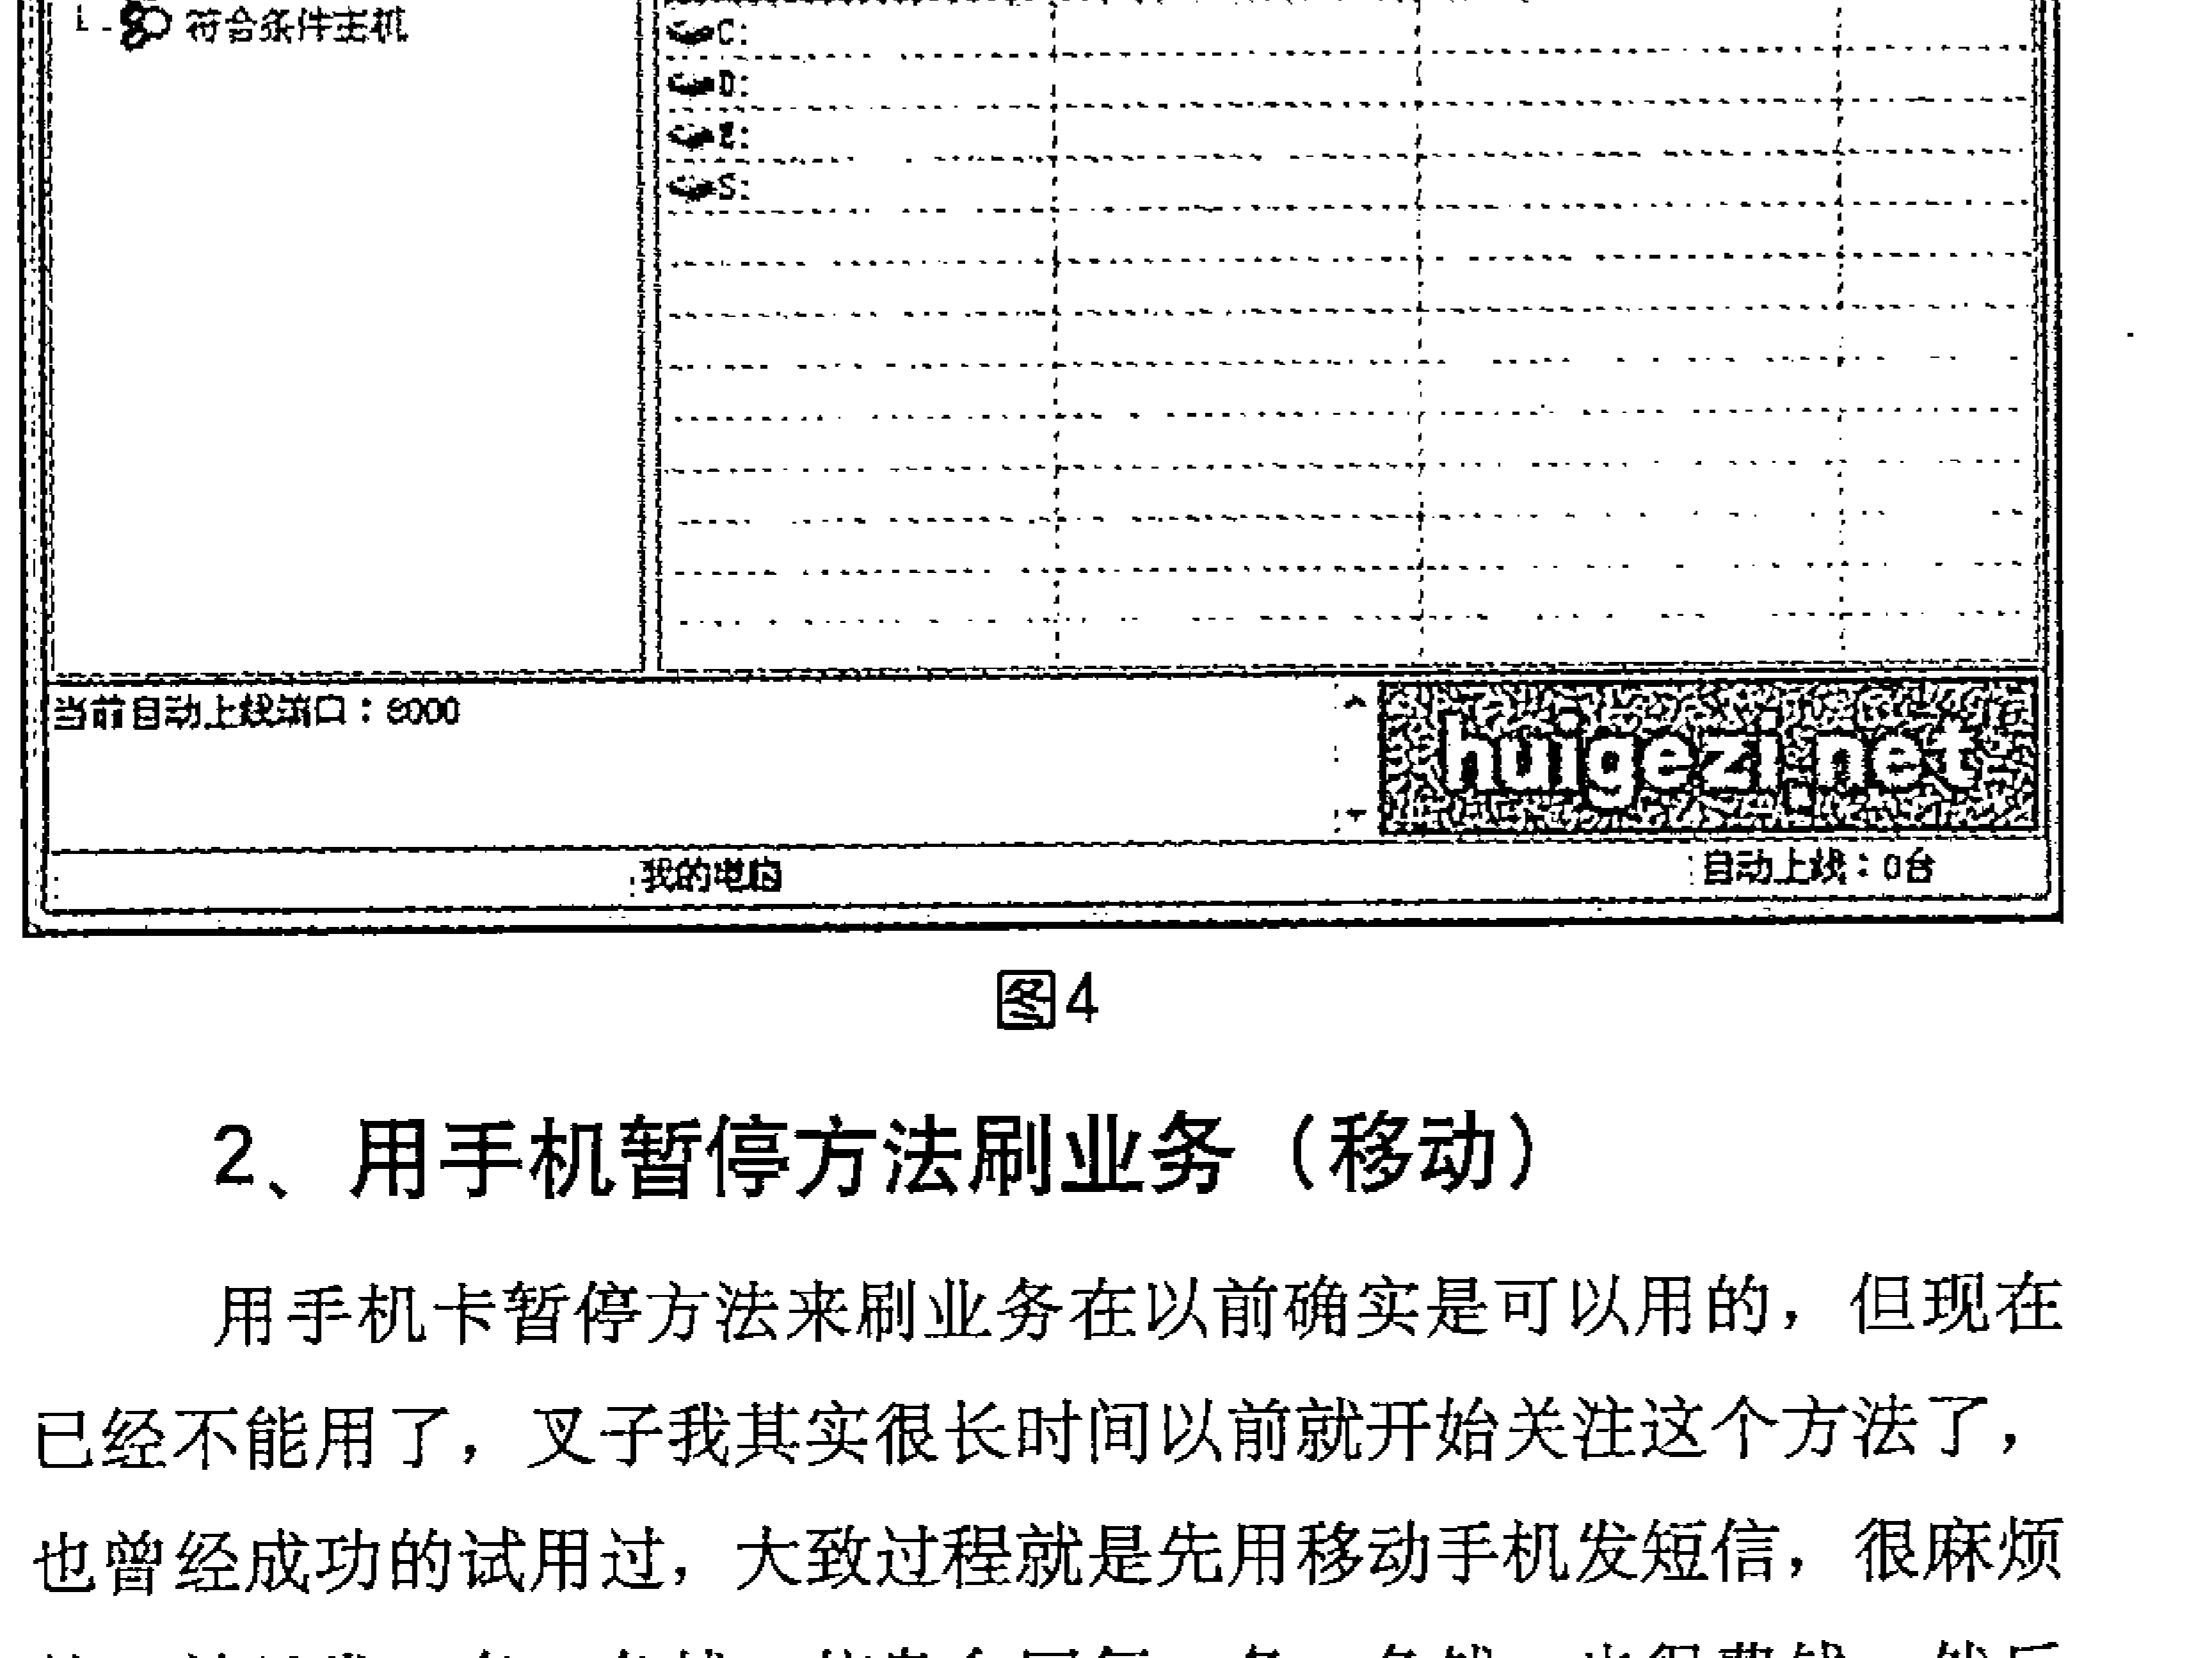 符合条件主机
C:
D:
E:
S:
当前自动上线端口：8000
huigezi.net
我的电脑
自动上线：0台
图4
2、用手机暂停方法刷业务（移动）
用手机卡暂停方法来刷业务在以前确实是可以用的，但现在
已经不能用了，叉子我其实很长时间以前就开始关注这个方法了，
也曾经成功的试用过，大致过程就是先用移动手机发短信，很麻烦